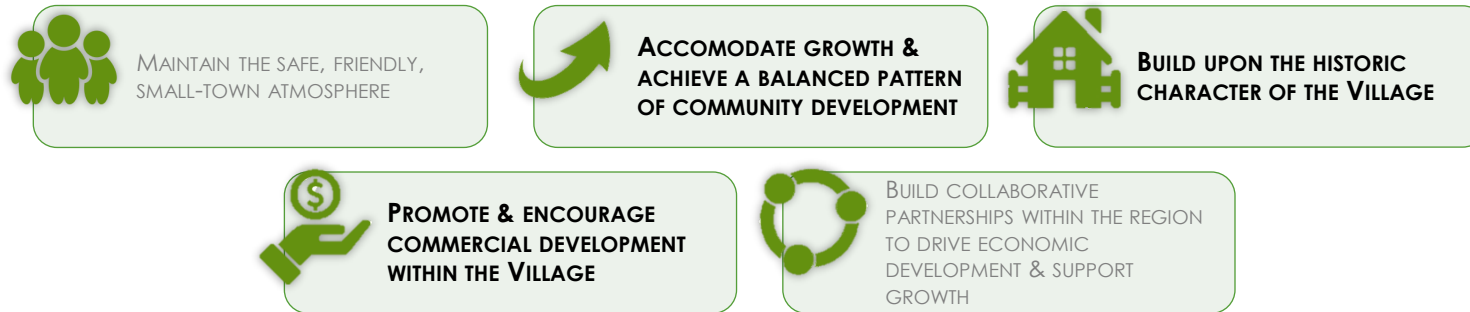 MAINTAIN THE SAFE, FRIENDLY,
SMALL-TOWN ATMOSPHERE
ACCOMODATE GROWTH &
ACHIEVE A BALANCED PATTERN
OF COMMUNITY DEVELOPMENT
BUILD UPON THE HISTORIC
CHARACTER OF THE VILLAGE
$
PROMOTE & ENCOURAGE
COMMERCIAL DEVELOPMENT
WITHIN THE VILLAGE
BUILD COLLABORATIVE
PARTNERSHIPS WITHIN THE REGION
TO DRIVE ECONOMIC
DEVELOPMENT & SUPPORT
GROWTH